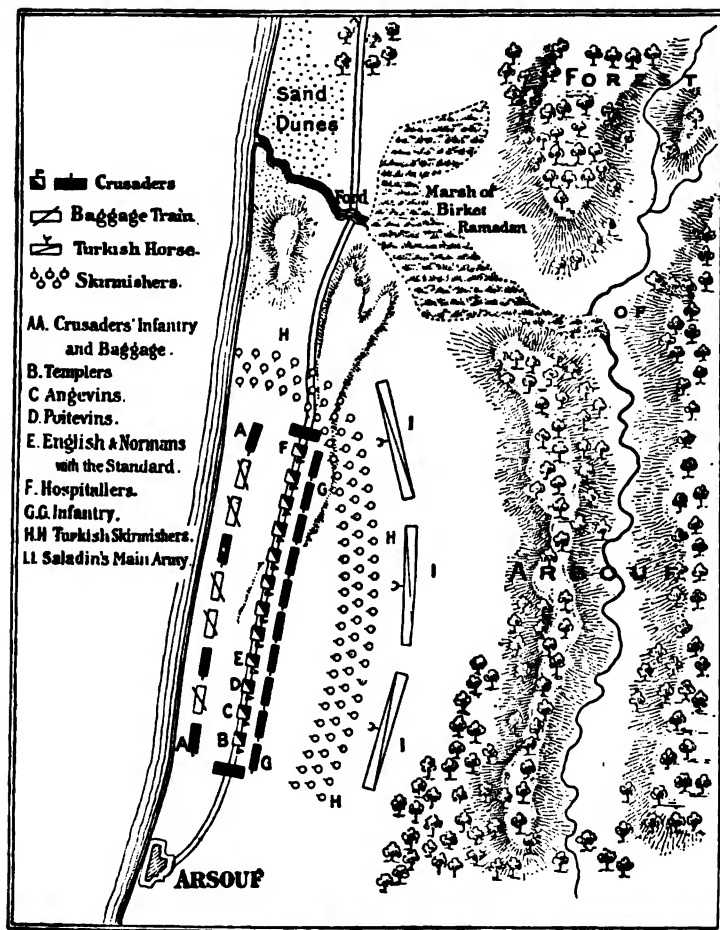 FOREST
Sand
Dunes
Ford
Marsh of
Birket
Ramadan
Crusaders
Baggage Train.
Turkish Horse.
Skirmishers.
AA. Crusaders' Infantry
and Baggage.
B. Templers
C Angevins.
D. Poitevins.
E. English & Normans
with the Standard.
F. Hospitallers.
G.G Infantry.
H.H Turkish Skirmishers.
I.I. Saladin's Main Army.
OF
H
A
F
G
I
H
I
ARSOUF
E
D
C
B
A
G
I
H
ARSOUF